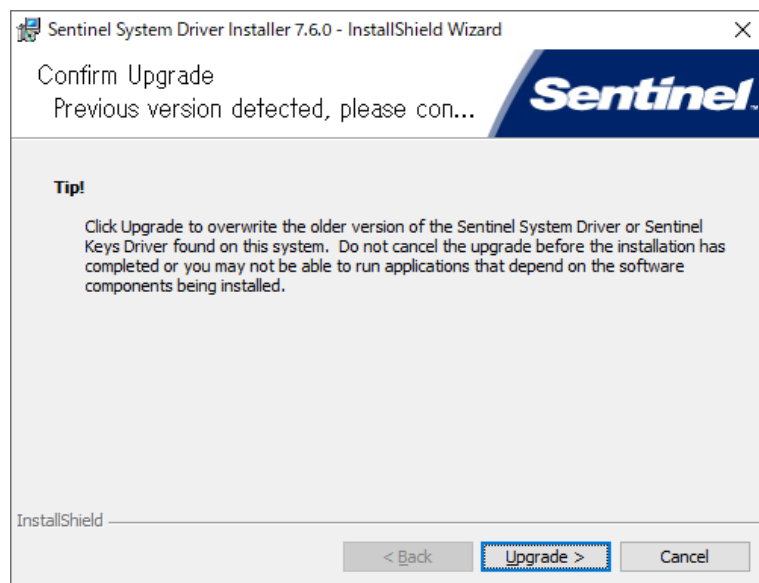 Sentinel System Driver Installer 7.6.0 - InstallShield Wizard
Confirm Upgrade
Previous version detected, please con...
Sentinel™
Tip!
Click Upgrade to overwrite the older version of the Sentinel System Driver or Sentinel
Keys Driver found on this system. Do not cancel the upgrade before the installation has
completed or you may not be able to run applications that depend on the software
components being installed.
InstallShield
< Back
Upgrade >
Cancel